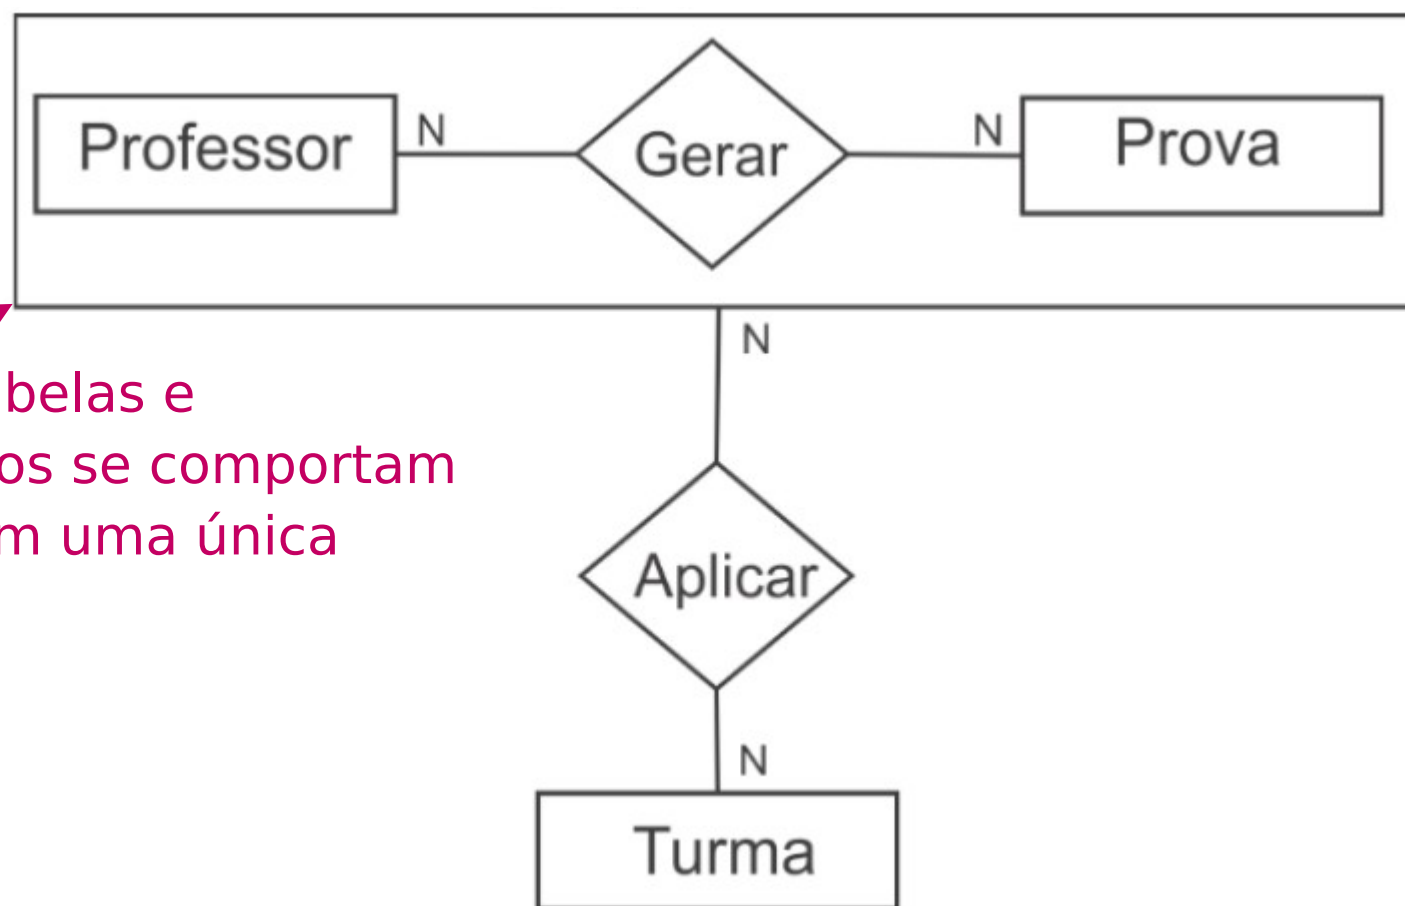 Professor N Gerar N Prova
N
belas e
os se comportam
m uma única
Aplicar
N
Turma